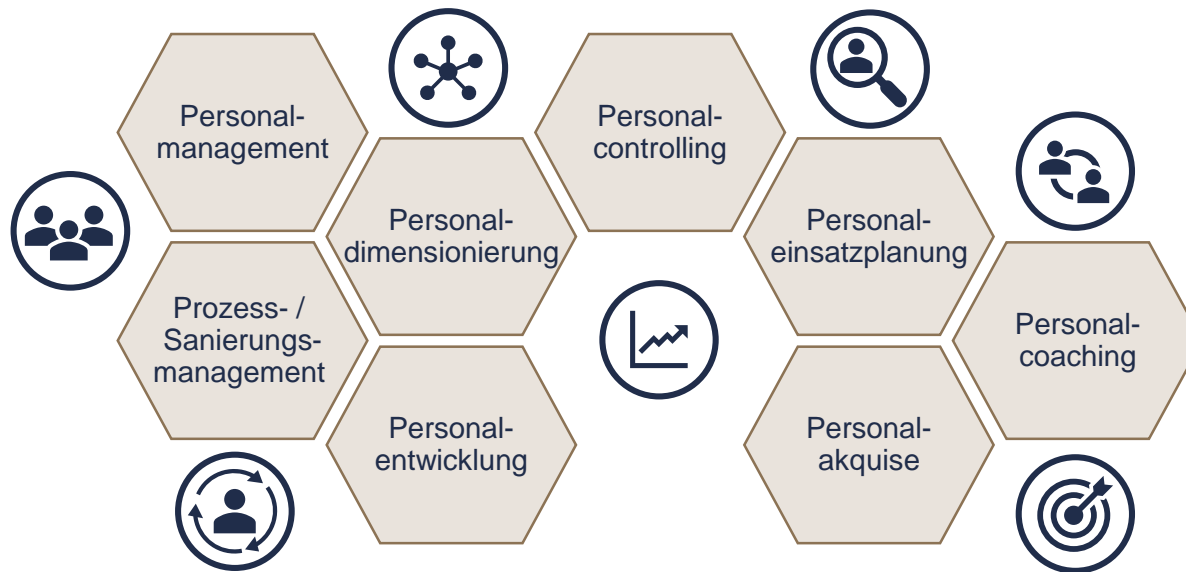 Personal-
management
Personal-
dimensionierung
Personal-
controlling
Personal-
einsatzplanung
Prozess- /
Sanierungs-
management
Personal-
entwicklung
Personal-
akquise
Personal-
coaching